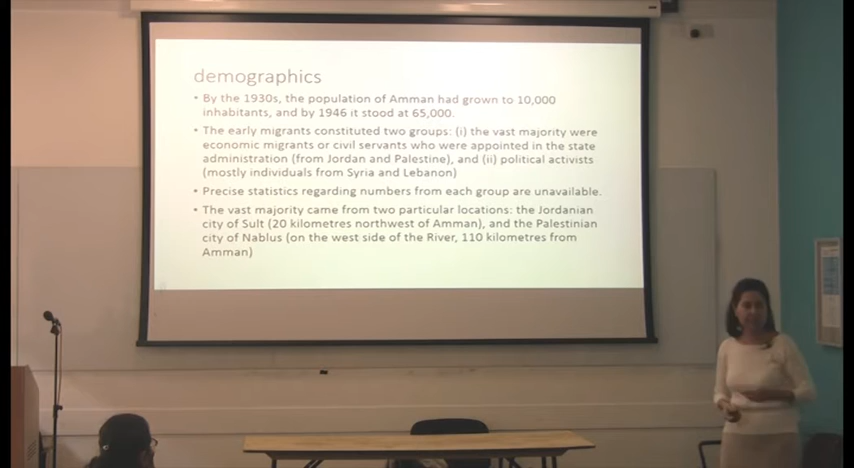 demographics
• By the 1930s, the population of Amman had grown to 10,000
inhabitants, and by 1946 it stood at 65,000.
• The early migrants constituted two groups: (i) the vast majority were
economic migrants or civil servants who were appointed in the state
administration (from Jordan and Palestine), and (ii) political activists
(mostly individuals from Syria and Lebanon)
• Precise statistics regarding numbers from each group are unavailable.
• The vast majority came from two particular locations: the Jordanian
city of Sult (20 kilometres northwest of Amman), and the Palestinian
city of Nablus (on the west side of the River, 110 kilometres from
Amman)